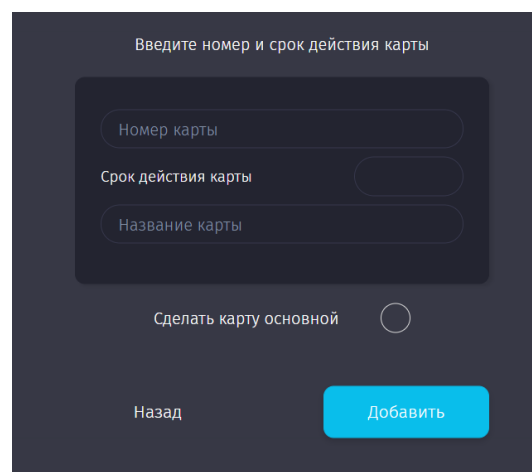 Введите номер и срок действия карты
Номер карты
Срок действия карты
Название карты
Сделать карту основной
Назад
Добавить